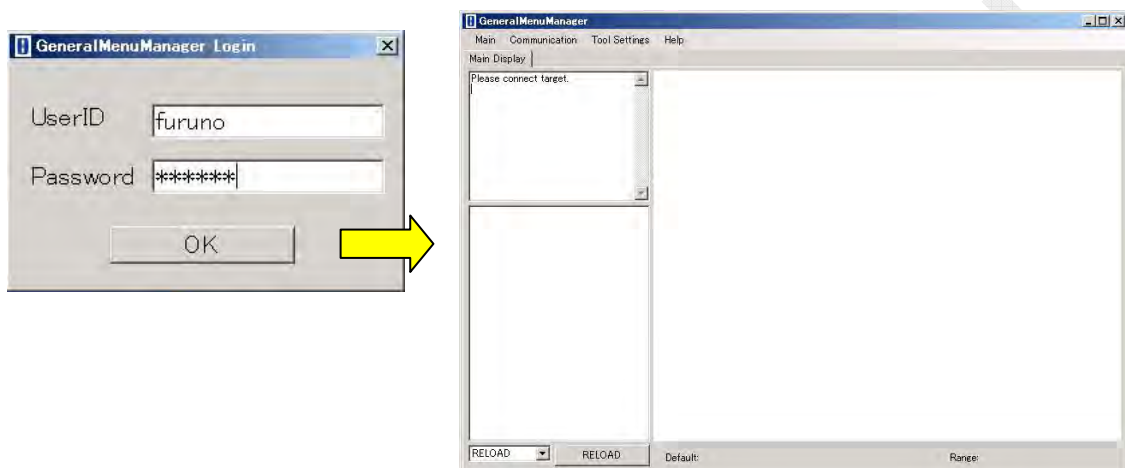 GeneralMenuManager Login
UserID furuno
Password ******
OK
GeneralMenuManager
Main Communication Tool Settings Help
Main Display
Please connect target.
RELOAD RELOAD Default: Range: